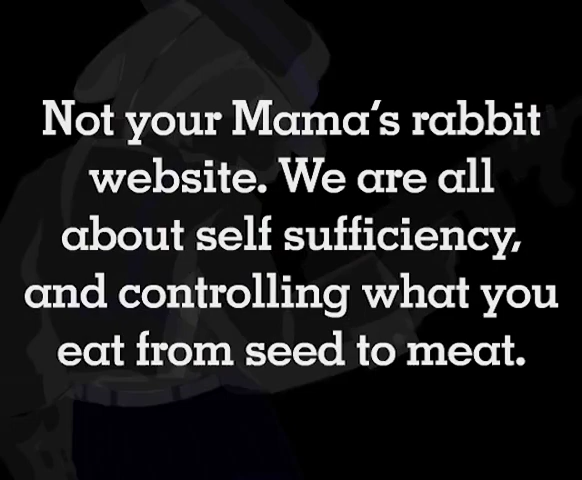 Not your Mama's rabbit
website. We are all
about self sufficiency,
and controlling what you
eat from seed to meat.